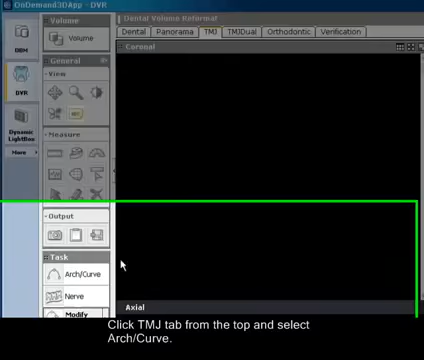 OnDemand3DApp - DVR
Volume
Dental Volume Reformat
Dental
Panorama
TMJ
TMJDual
Orthodontic
Verification
DBM
Volume
Coronal
General
View
DVR
Dynamic
LightBox
More
Measure
Output
Task
Arch/Curve
Nerve
Modify
Axial
Click TMJ tab from the top and select
Arch/Curve.